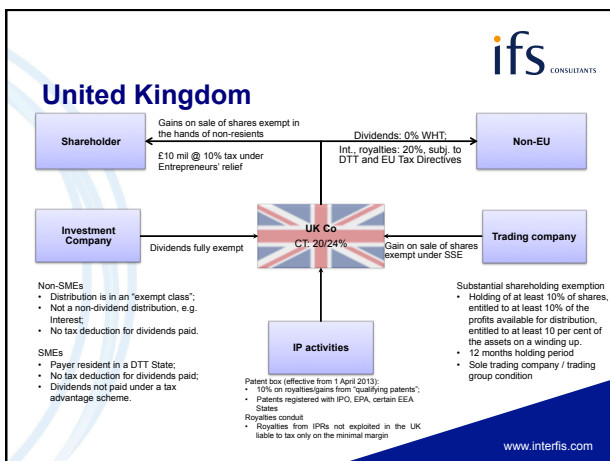 ifs CONSULTANTS
United Kingdom
Gains on sale of shares exempt in
the hands of non-resients
£10 mil @ 10% tax under
Entrepreneurs' relief
Shareholder
Dividends: 0% WHT;
Int., royalties: 20%, subj. to
DTT and EU Tax Directives
Non-EU
Investment
Company
Dividends fully exempt
UK Co
CT: 20/24%
Gain on sale of shares
exempt under SSE
Trading company
Non-SMEs
• Distribution is in an "exempt class";
• Not a non-dividend distribution, e.g.
Interest;
• No tax deduction for dividends paid.
SMEs
• Payer resident in a DTT State;
• No tax deduction for dividends paid;
• Dividends not paid under a tax
advantage scheme.
IP activities
Patent box (effective from 1 April 2013):
• 10% on royalties/gains from "qualifying patents";
• Patents registered with IPO, EPA, certain EEA
States
Royalties conduit
• Royalties from IPRs not exploited in the UK
liable to tax only on the minimal margin
Substantial shareholding exemption
• Holding of at least 10% of shares,
entitled to at least 10% of the
profits available for distribution,
entitled to at least 10 per cent of
the assets on a winding up.
• 12 months holding period
• Sole trading company / trading
group condition
www.interfis.com